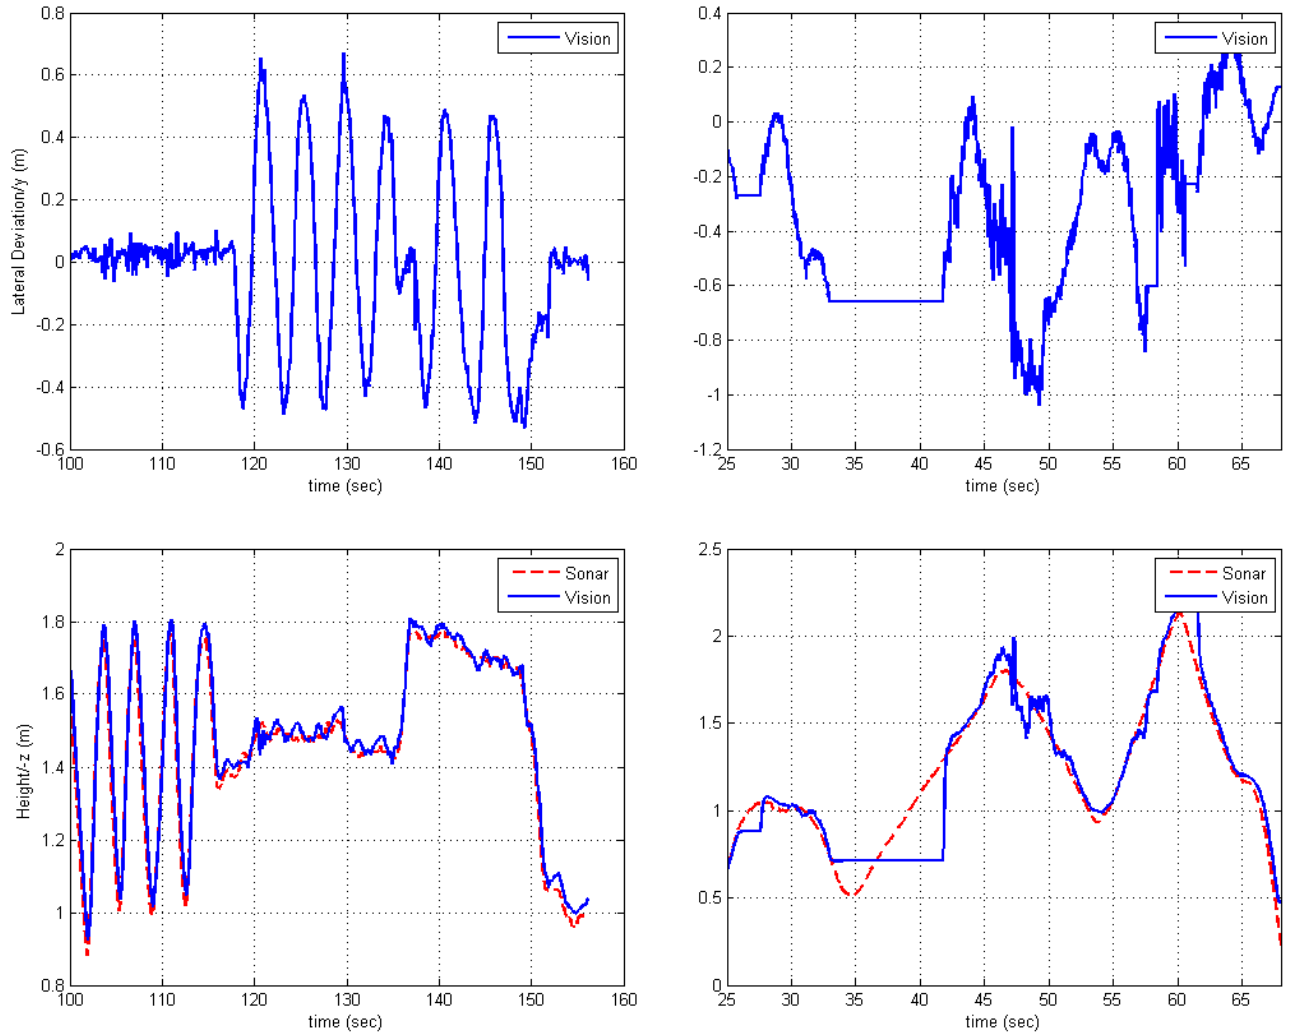 0.8
0.6
0.4
0.2
0
-0.2
-0.4
-0.6
Lateral Deviation/y (m)
Vision
100 110 120 130 140 150 160
time (sec)
0.4
0.2
0
-0.2
-0.4
-0.6
-0.8
-1
-1.2
Vision
25 30 35 40 45 50 55 60 65
time (sec)
2
1.8
1.6
1.4
1.2
1
0.8
Height/-z (m)
Sonar
Vision
100 110 120 130 140 150 160
time (sec)
2.5
2
1.5
1
0.5
0
Sonar
Vision
25 30 35 40 45 50 55 60 65
time (sec)